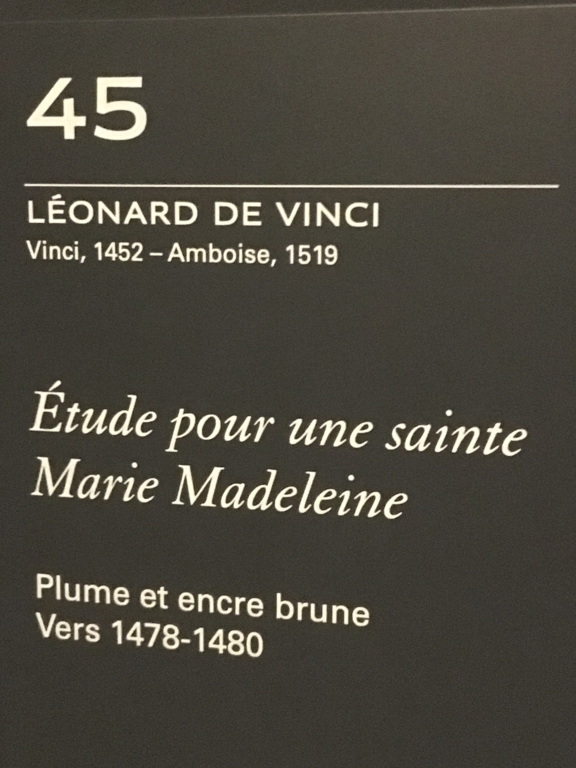 45
LÉONARD DE VINCI
Vinci, 1452 – Amboise, 1519
Étude pour une sainte
Marie Madeleine
Plume et encre brune
Vers 1478-1480